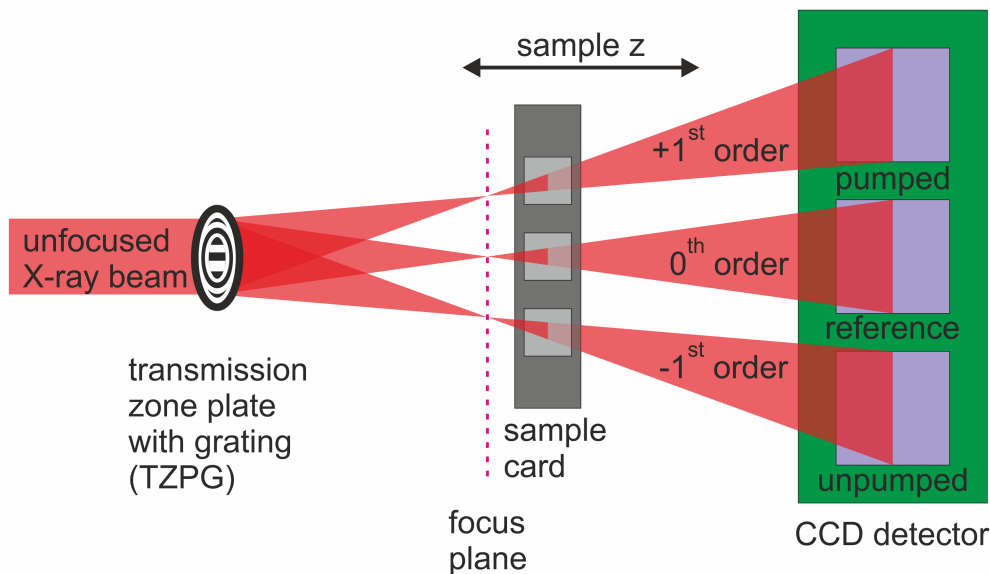 sample z
unfocused
X-ray beam
+1st order
pumped
0th order
reference
-1st order
unpumped
transmission
zone plate
with grating
(TZPG)
sample
card
focus
plane
CCD detector